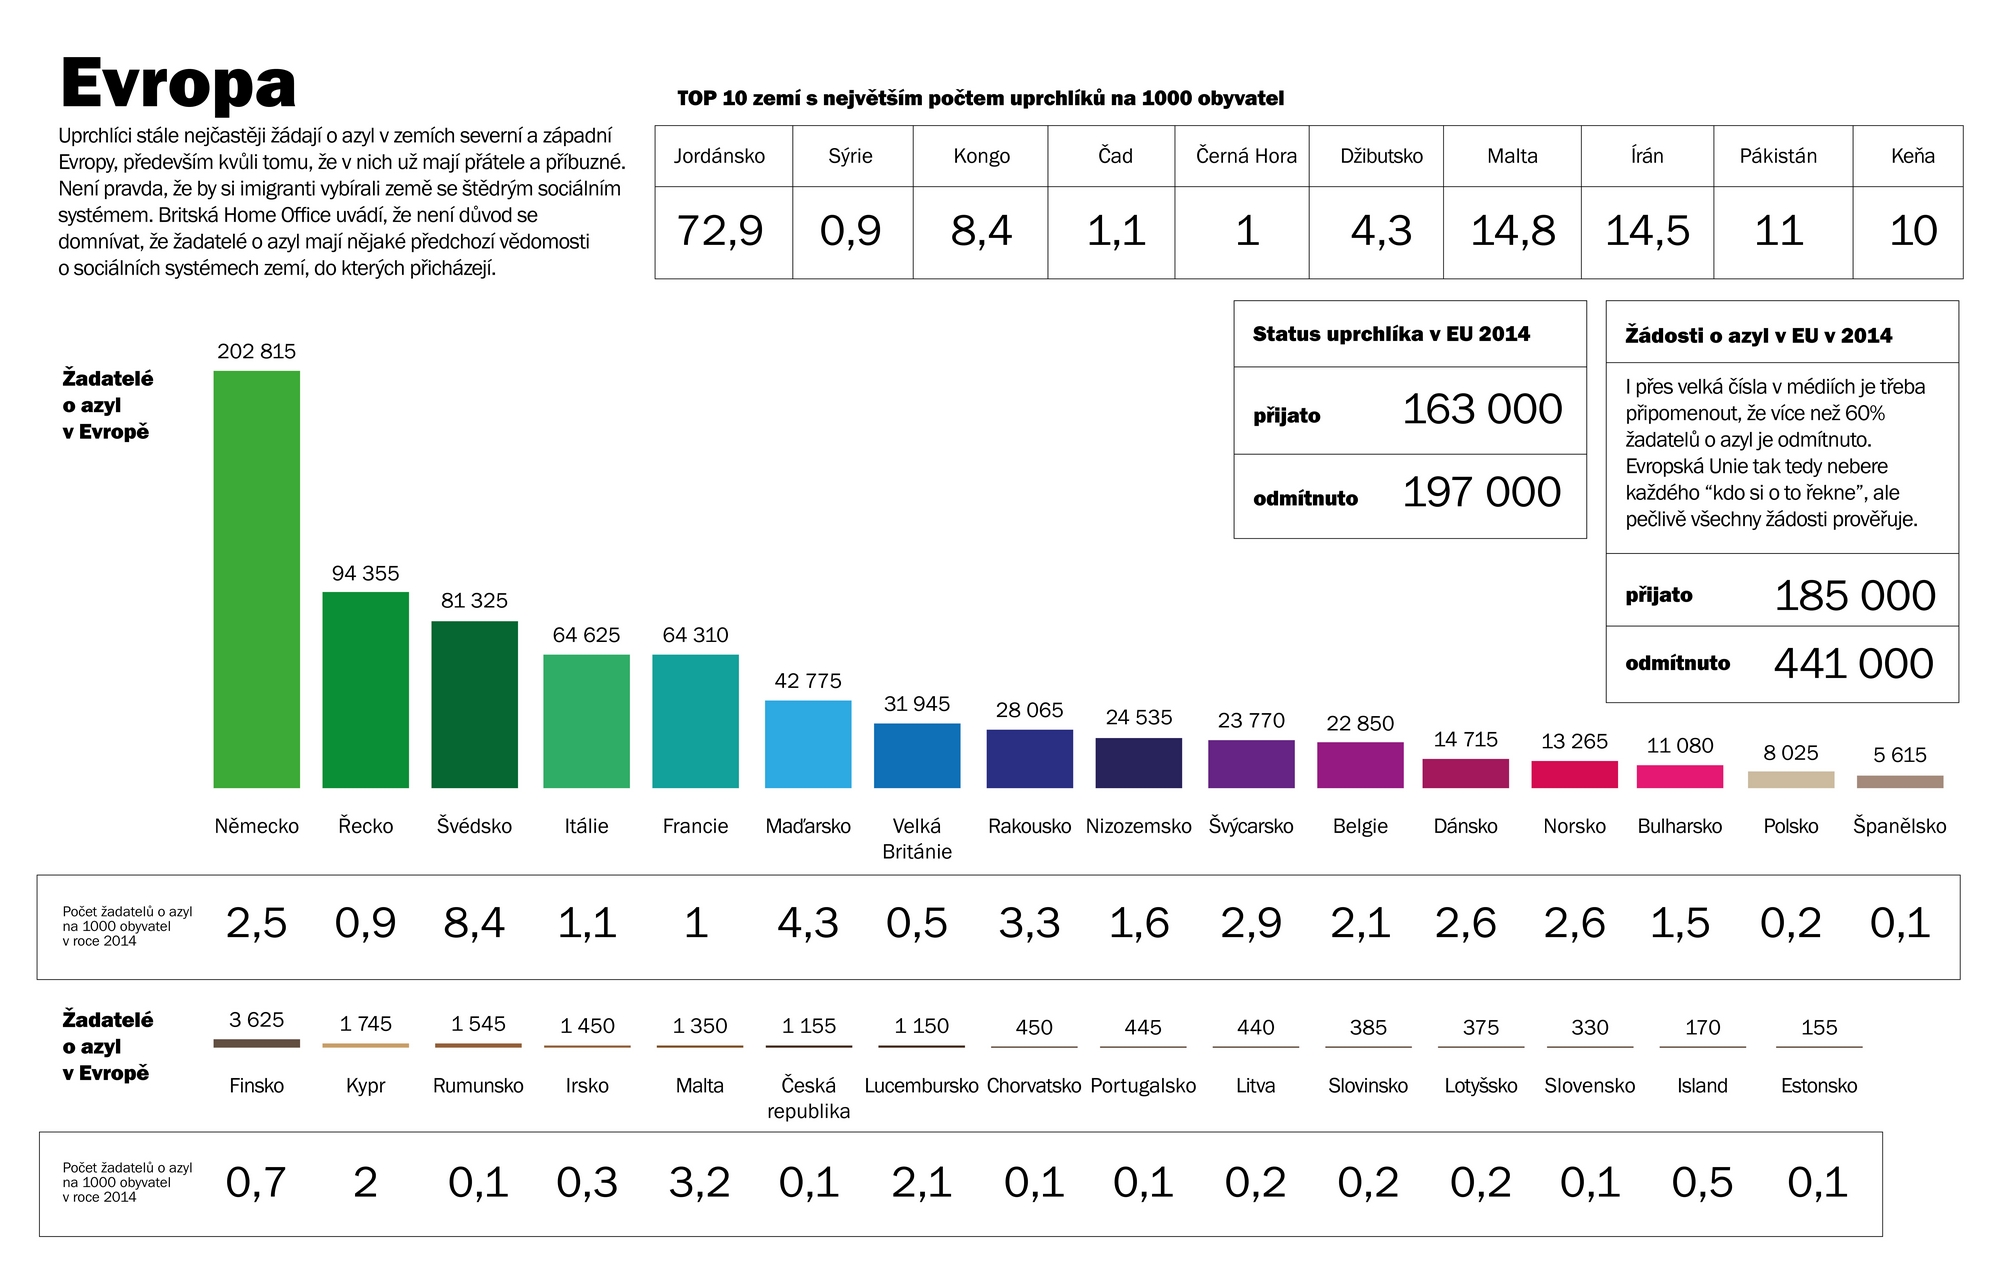 Evropa
Uprchlíci stále nejčastěji žádají o azyl v zemích severní a západní
Evropy, především kvůli tomu, že v nich už mají přátele a příbuzné.
Není pravda, že by si imigranti vybírali země se štědrým sociálním
systémem. Britská Home Office uvádí, že není důvod se
domnívat, že žadatelé o azyl mají nějaké předchozí vědomosti
o sociálních systémech zemí, do kterých přicházejí.
TOP 10 zemí s největším počtem uprchlíků na 1000 obyvatel
Jordánsko Sýrie Kongo Čad Černá Hora Džibutsko Malta Írán Pákistán Keňa
72,9 0,9 8,4 1,1 1 4,3 14,8 14,5 11 10
Status uprchlíka v EU 2014
přijato 163 000
odmítnuto 197 000
Žádosti o azyl v EU v 2014
I přes velká čísla v médiích je třeba
připomenout, že více než 60%
žadatelů o azyl je odmítnuto.
Evropská Unie tak tedy nebere
každého “kdo si o to řekne”, ale
pečlivě všechny žádosti prověřuje.
přijato 185 000
odmítnuto 441 000
Žadatelé
o azyl
v Evropě
202 815 94 355 81 325 64 625 64 310 42 775 31 945 28 065 24 535 23 770 22 850 14 715 13 265 11 080 8 025 5 615
Německo Řecko Švédsko Itálie Francie Maďarsko Velká Rakousko Nizozemsko Švýcarsko Belgie Dánsko Norsko Bulharsko Polsko Španělsko
Británie
Počet žadatelů o azyl
na 1000 obyvatel
v roce 2014
2,5 0,9 8,4 1,1 1 4,3 0,5 3,3 1,6 2,9 2,1 2,6 2,6 1,5 0,2 0,1
Žadatelé
o azyl
v Evropě
3 625 1 745 1 545 1 450 1 350 1 155 1 150 450 445 440 385 375 330 170 155
Finsko Kypr Rumunsko Irsko Malta Česká Lucembursko Chorvatsko Portugalsko Litva Slovinsko Lotyšsko Slovensko Island Estonsko
republika
Počet žadatelů o azyl
na 1000 obyvatel
v roce 2014
0,7 2 0,1 0,3 3,2 0,1 2,1 0,1 0,1 0,2 0,2 0,2 0,1 0,5 0,1